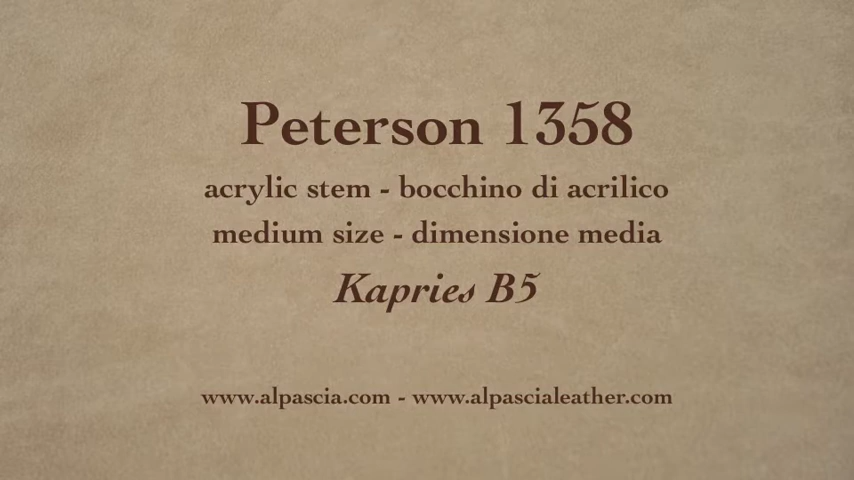 Peterson 1358
acrylic stem - bocchino di acrilico
medium size - dimensione media
Kapries B5
www.alpascia.com - www.alpascialeather.com